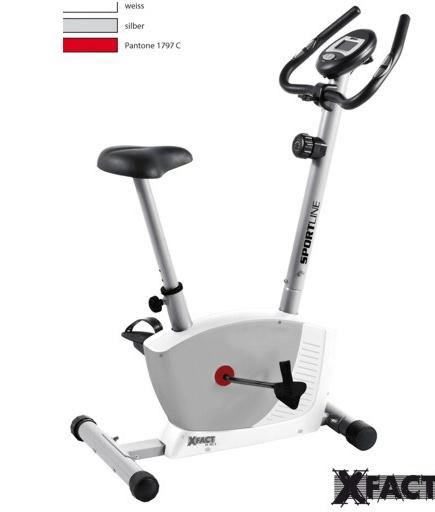 weiss
silber
Pantone 1797 C
SPORTLINE
XFACT
XFACT